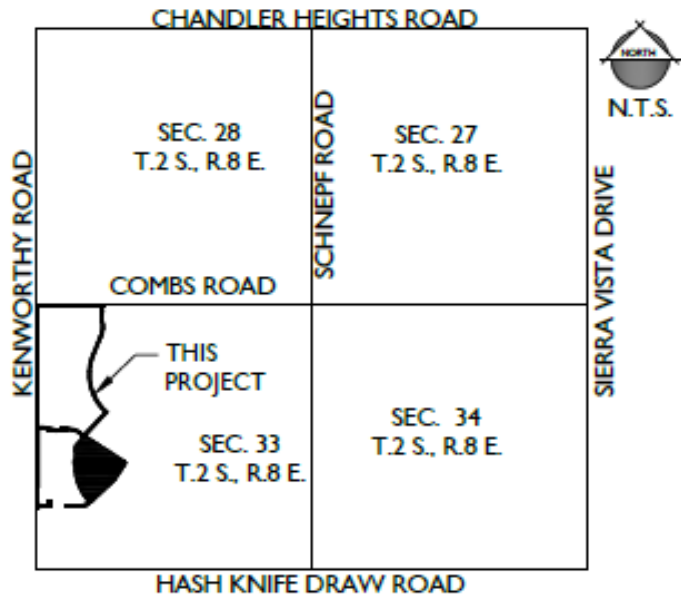 CHANDLER HEIGHTS ROAD
NORTH
N.T.S.
KENWORTHY ROAD
SEC. 28
T.2 S., R.8 E.
SCHNEPF ROAD
SEC. 27
T.2 S., R.8 E.
SIERRA VISTA DRIVE
COMBS ROAD
THIS
PROJECT
SEC. 33
T.2 S., R.8 E.
SEC. 34
T.2 S., R.8 E.
HASH KNIFE DRAW ROAD